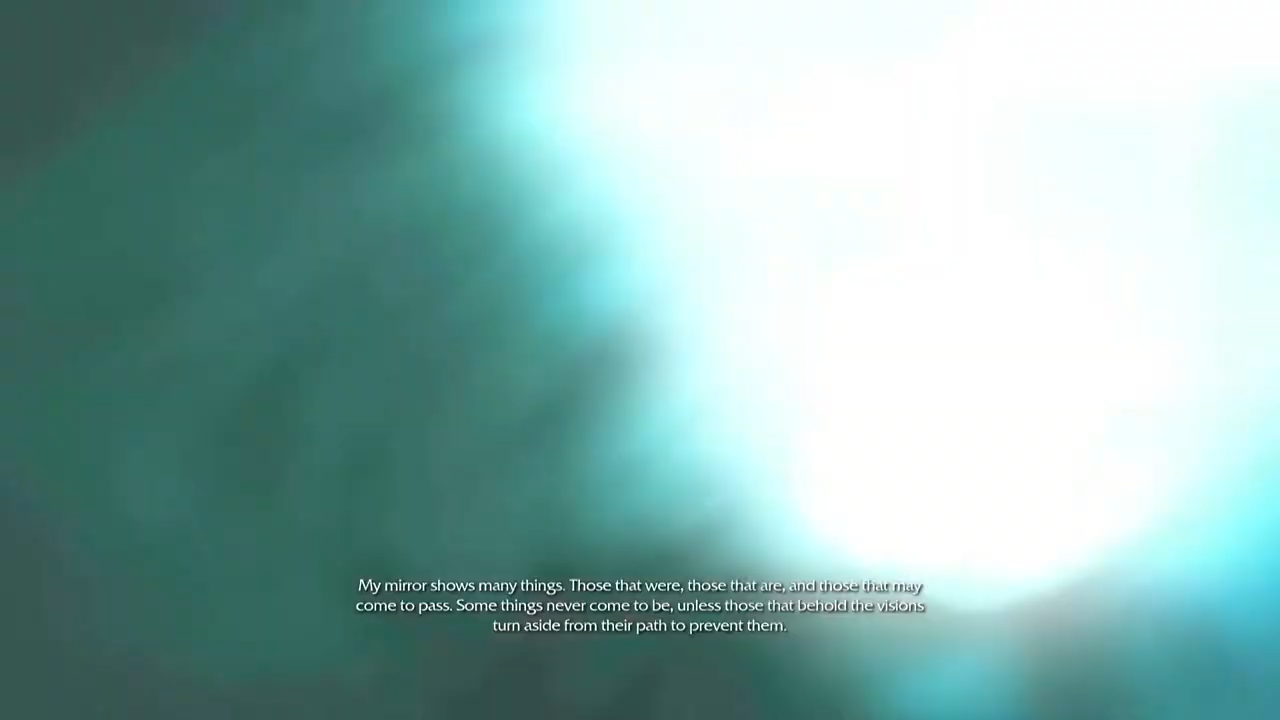 My mirror shows many things. Those that were, those that are, and those that may
come to pass. Some things never come to be, unless those that behold the visions
turn aside from their path to prevent them.